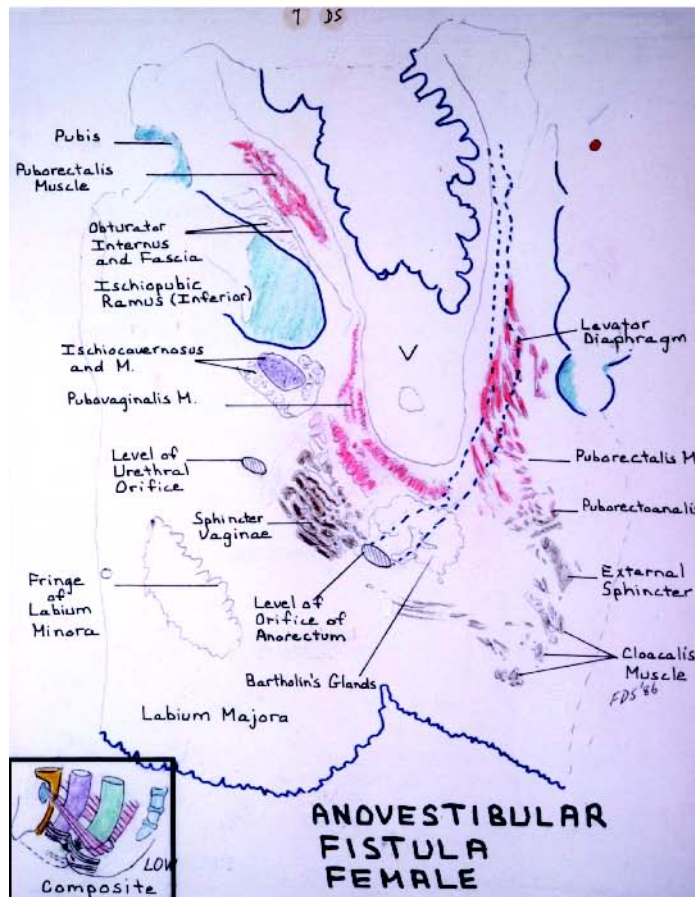 7 DS
Pubis
Puborectalis
Muscle
Obturator
Internus
and Fascia
Ischiopubic
Ramus (Inferior)
Ischiocavernosus
and M.
Pubovaginalis M.
Level of
Urethral
Orifice
Sphincter
Vaginae
Fringe
of
Labium
Minora
Level of
Orifice of
Anorectum
Bartholin's Glands
Labium Majora
V
Levator
Diaphragm
Puborectalis M
Puborectoanalis
External
Sphincter
Cloacalis
Muscle
FDS '86
LOW
Composite
ANOVESTIBULAR
FISTULA
FEMALE